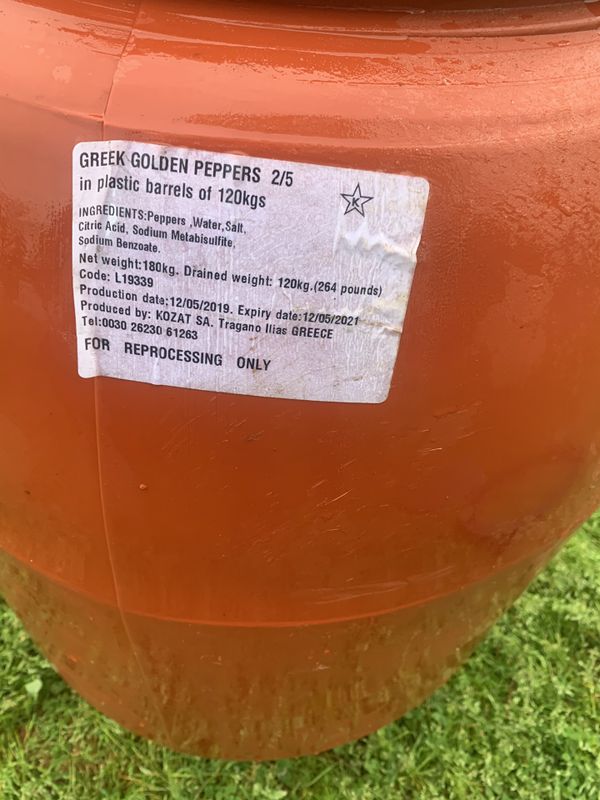 GREEK GOLDEN PEPPERS 2/5
in plastic barrels of 120kgs
K
INGREDIENTS:Peppers ,Water,Salt,
Citric Acid, Sodium Metabisulfite,
Sodium Benzoate.
Net weight:180kg. Drained weight: 120kg.(264 pounds)
Code: L19339
Production date;12/05/2019. Expiry date:12/05/2021
Produced by: KOZAT SA. Tragano Ilias GREECE
Tel:0030 26230 61263
FOR REPROCESSING ONLY